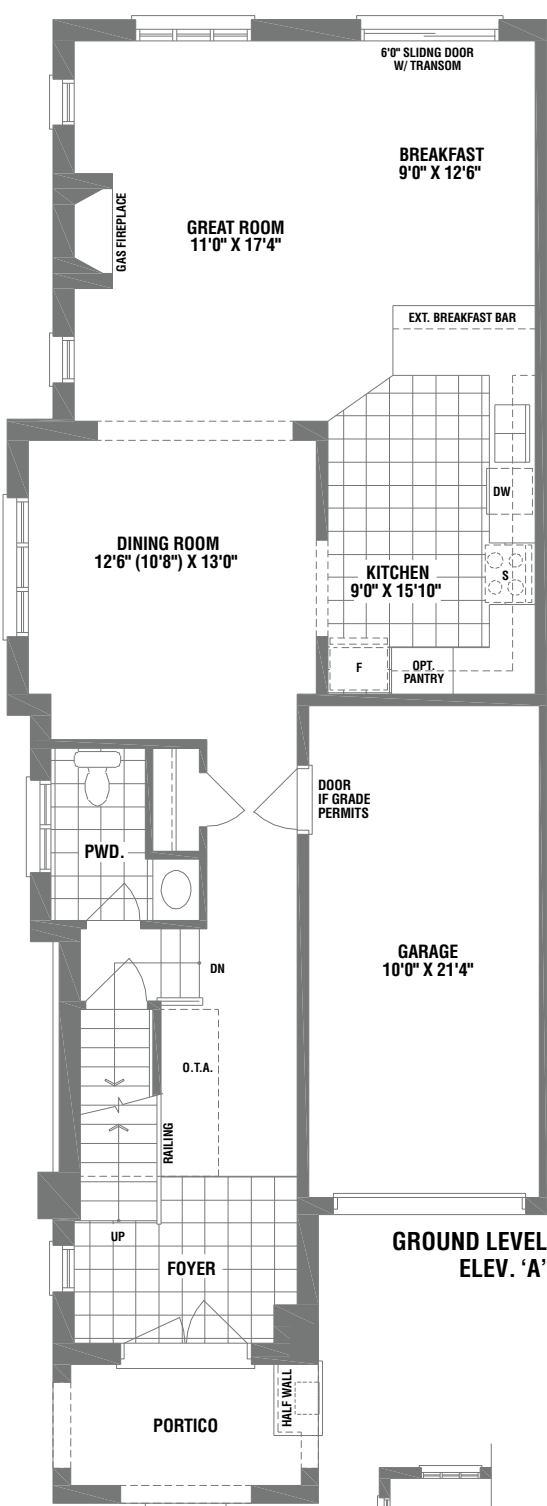 6'0" SLIDNG DOOR
W/ TRANSOM
BREAKFAST
9'0" X 12'6"
GAS FIREPLACE
GREAT ROOM
11'0" X 17'4"
EXT. BREAKFAST BAR
DW
DINING ROOM
12'6" (10'8") X 13'0"
KITCHEN
9'0" X 15'10"
S
F
OPT.
PANTRY
DOOR
IF GRADE
PERMITS
PWD.
GARAGE
10'0" X 21'4"
DN
O.T.A.
RAILING
UP
FOYER
GROUND LEVEL
ELEV. ‘A’
HALF WALL
PORTICO